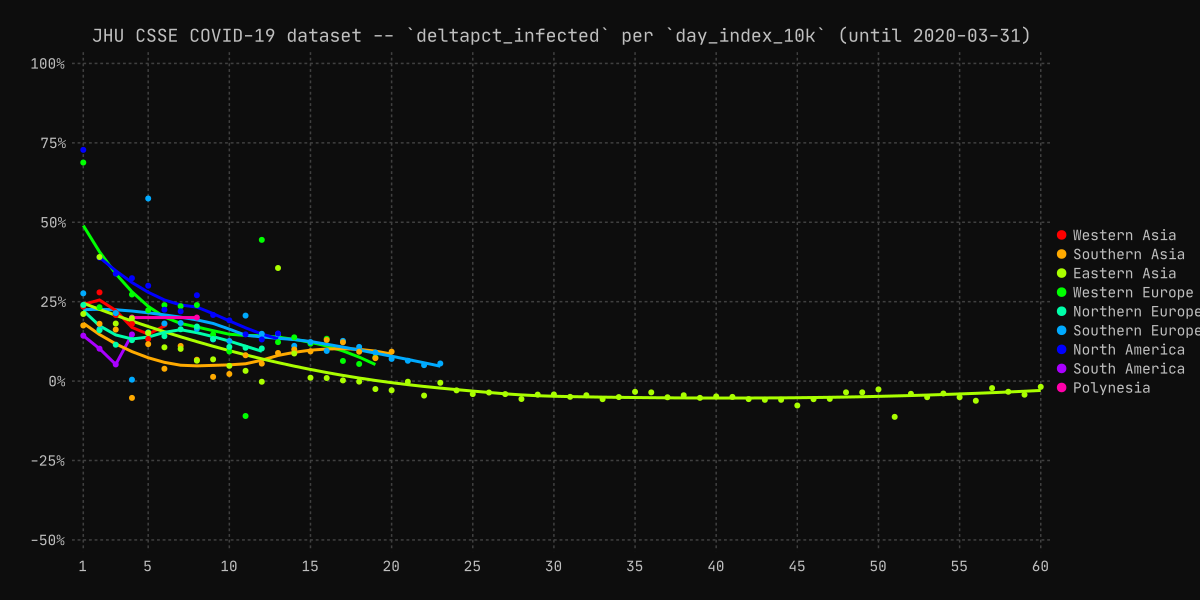 JHU CSSE COVID-19 dataset -- `deltapct_infected` per `day_index_10k` (until 2020-03-31)
100%
75%
50%
25%
0%
-25%
-50%
1 5 10 15 20 25 30 35 40 45 50 55 60
Western Asia
Southern Asia
Eastern Asia
Western Europe
Northern Europe
Southern Europe
North America
South America
Polynesia